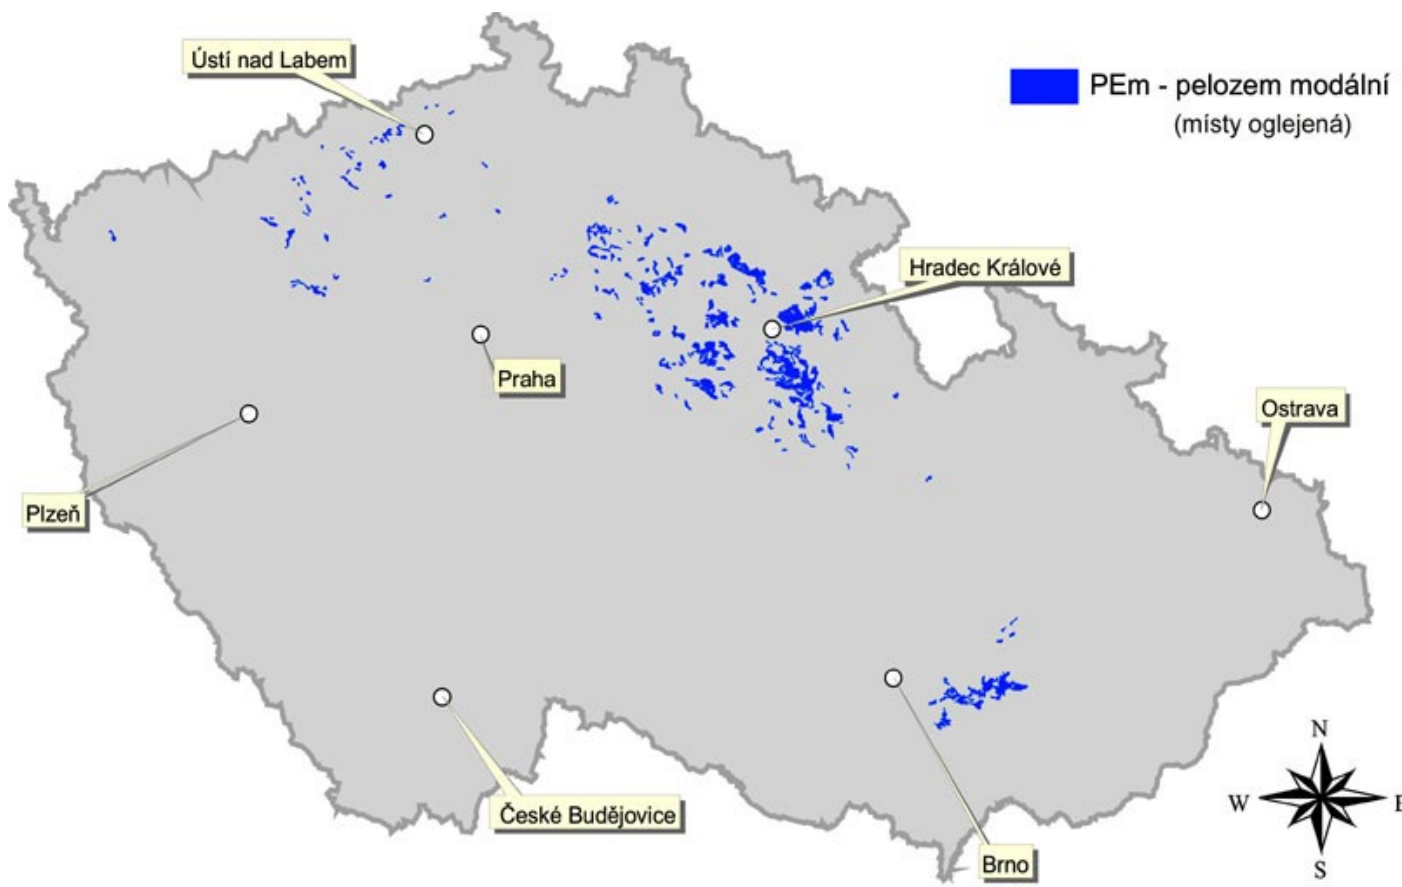 Ústí nad Labem
PEm - pelozem modální
(místy oglejená)
Hradec Králové
Praha
Ostrava
Plzeň
České Budějovice
Brno
N
W
E
S